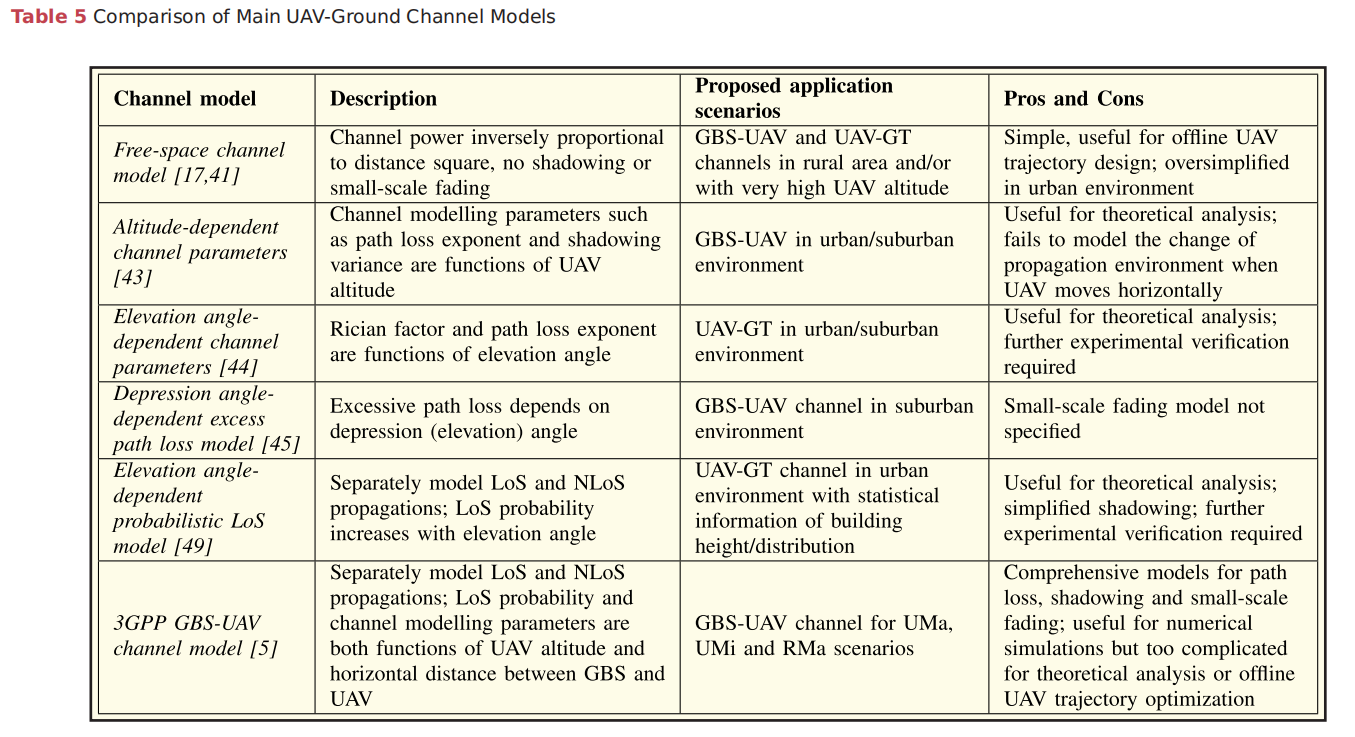 Table 5 Comparison of Main UAV-Ground Channel Models
Channel model
Description
Proposed application
scenarios
Pros and Cons
Free-space channel
model [17,41]
Channel power inversely proportional
to distance square, no shadowing or
small-scale fading
GBS-UAV and UAV-GT
channels in rural area and/or
with very high UAV altitude
Simple, useful for offline UAV
trajectory design; oversimplified
in urban environment
Altitude-dependent
channel parameters
[43]
Channel modelling parameters such
as path loss exponent and shadowing
variance are functions of UAV
altitude
GBS-UAV in urban/suburban
environment
Useful for theoretical analysis;
fails to model the change of
propagation environment when
UAV moves horizontally
Elevation angle-
dependent channel
parameters [44]
Rician factor and path loss exponent
are functions of elevation angle
UAV-GT in urban/suburban
environment
Useful for theoretical analysis;
further experimental verification
required
Depression angle-
dependent excess
path loss model [45]
Excessive path loss depends on
depression (elevation) angle
GBS-UAV channel in suburban
environment
Small-scale fading model not
specified
Elevation angle-
dependent
probabilistic LoS
model [49]
Separately model LoS and NLoS
propagations; LoS probability
increases with elevation angle
UAV-GT channel in urban
environment with statistical
information of building
height/distribution
Useful for theoretical analysis;
simplified shadowing; further
experimental verification required
3GPP GBS-UAV
channel model [5]
Separately model LoS and NLoS
propagations; LoS probability and
channel modelling parameters are
both functions of UAV altitude and
horizontal distance between GBS and
UAV
GBS-UAV channel for UMa,
UMi and RMa scenarios
Comprehensive models for path
loss, shadowing and small-scale
fading; useful for numerical
simulations but too complicated
for theoretical analysis or offline
UAV trajectory optimization